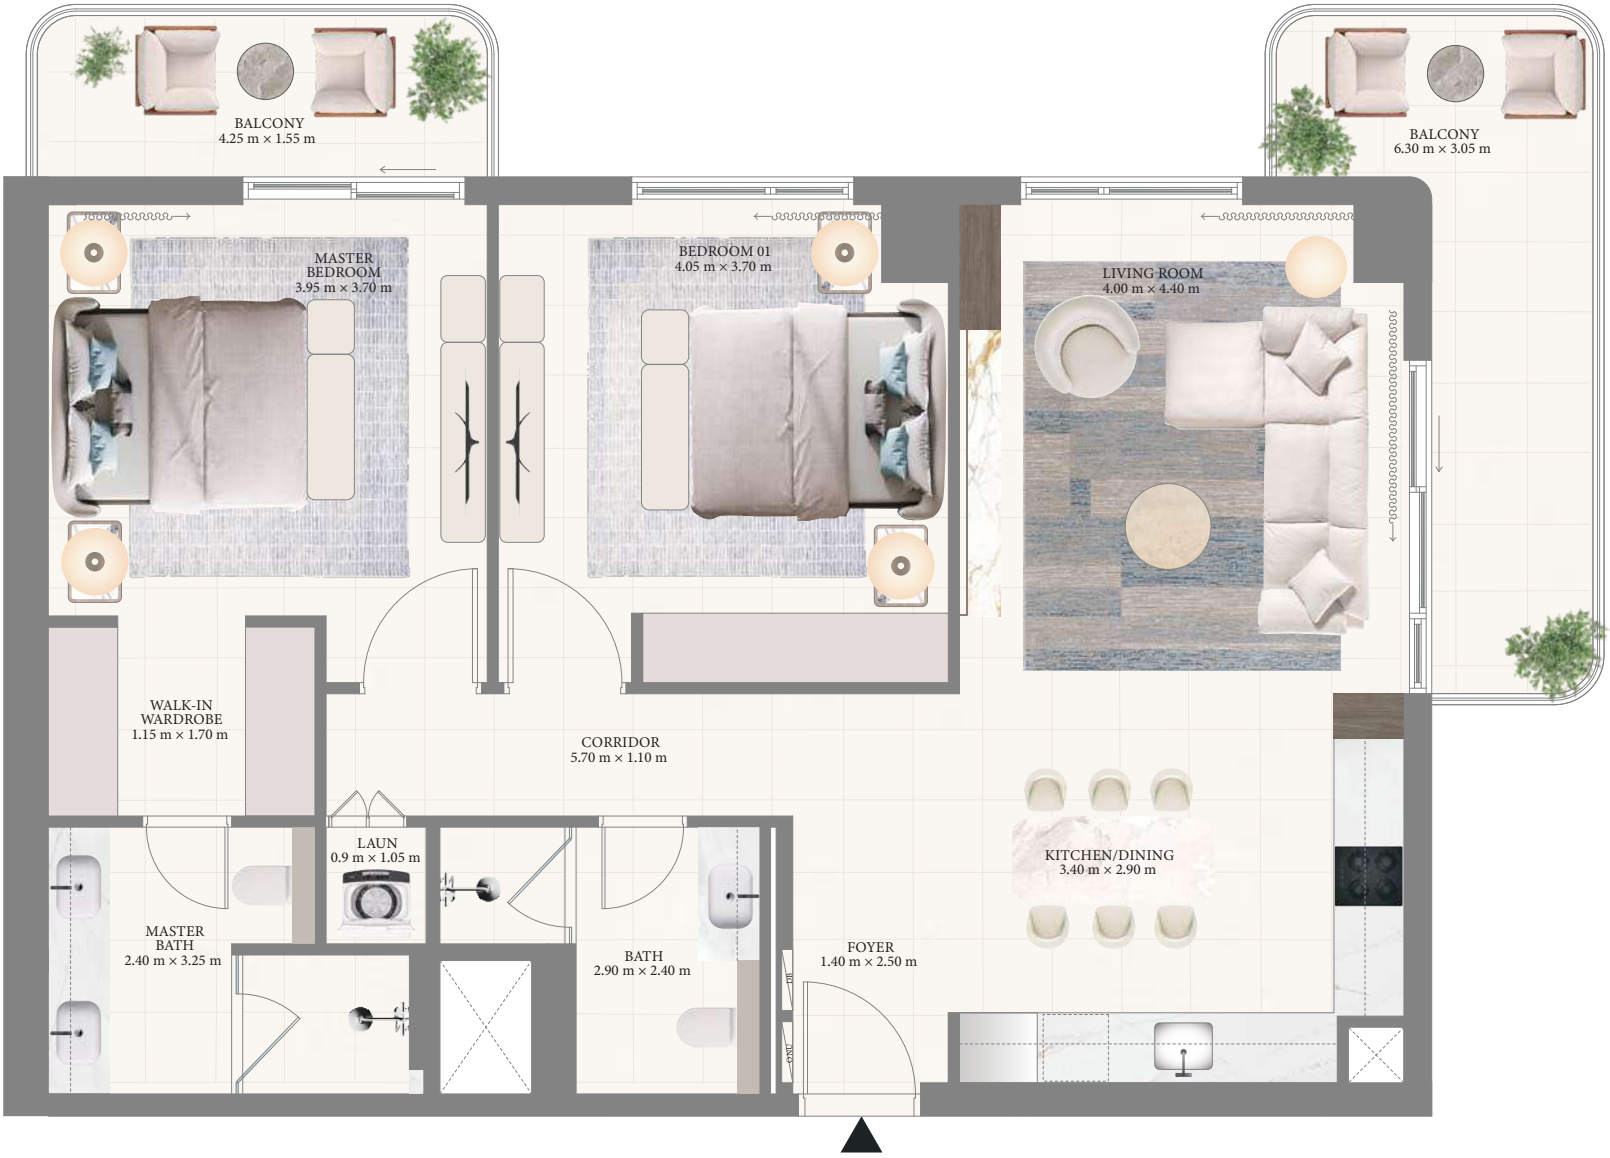 BALCONY
4.25 m × 1.55 m
BALCONY
6.30 m × 3.05 m
MASTER
BEDROOM
3.95 m × 3.70 m
BEDROOM 01
4.05 m × 3.70 m
LIVING ROOM
4.00 m × 4.40 m
WALK-IN
WARDROBE
1.15 m × 1.70 m
CORRIDOR
5.70 m × 1.10 m
LAUN
0.9 m × 1.05 m
KITCHEN/DINING
3.40 m × 2.90 m
MASTER
BATH
2.40 m × 3.25 m
BATH
2.90 m × 2.40 m
FOYER
1.40 m × 2.50 m
DB
ONU